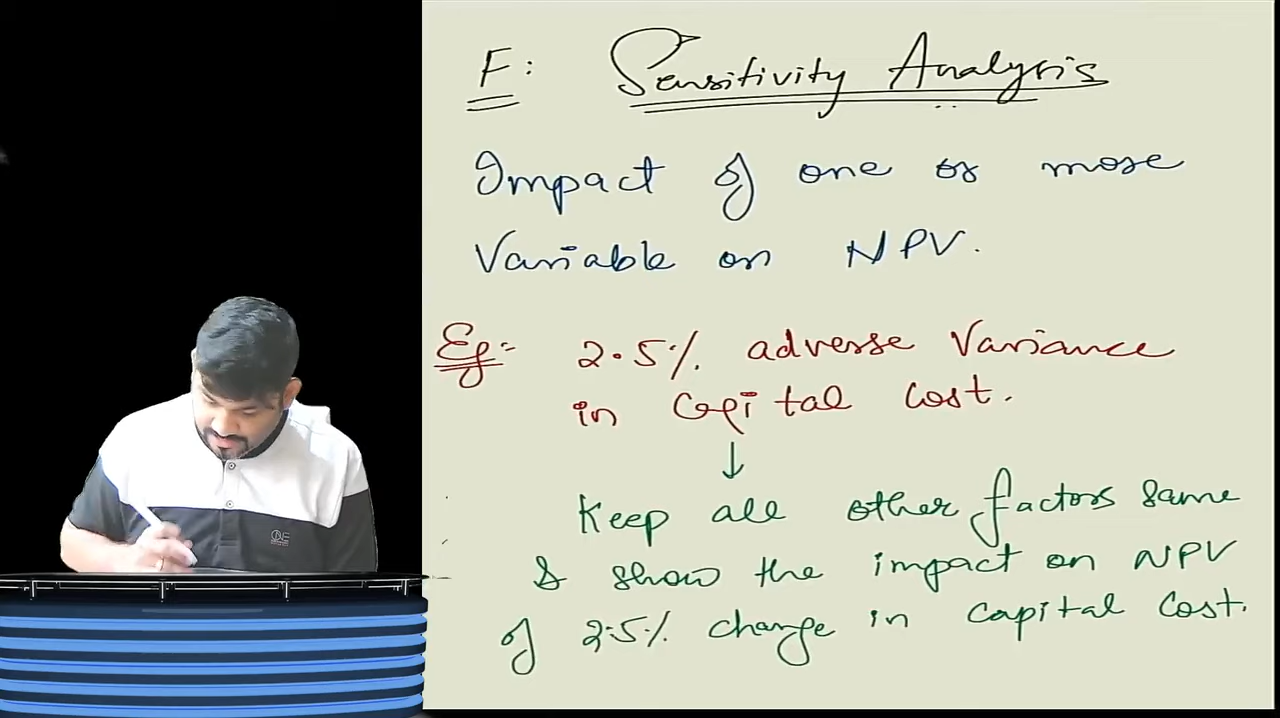 F: Sensitivity Analysis
Impact of one or more
Variable on NPV.
Eg:- 2.5% adverse Variance
in Capital Cost.
↓
Keep all other factors same
& show the impact on NPV
of 2.5% change in capital cost.